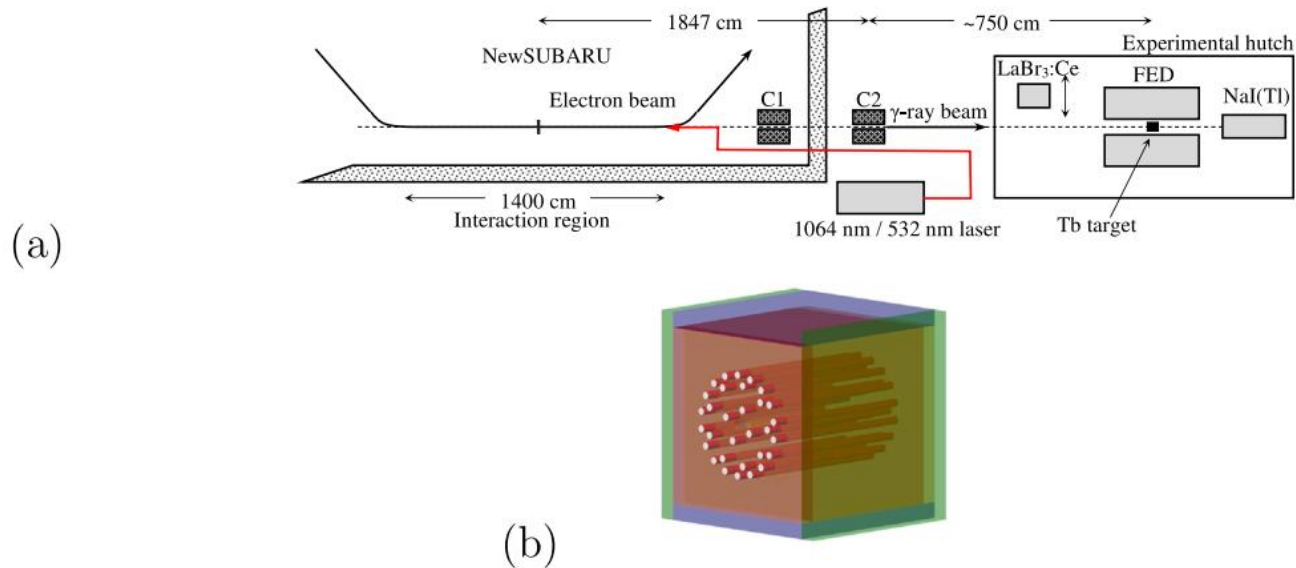 1847 cm
~750 cm
Experimental hutch
NewSUBARU
LaBr3:Ce
FED
NaI(Tl)
Electron beam
C1
C2
γ-ray beam
1400 cm
Interaction region
1064 nm / 532 nm laser
Tb target
(a)
(b)